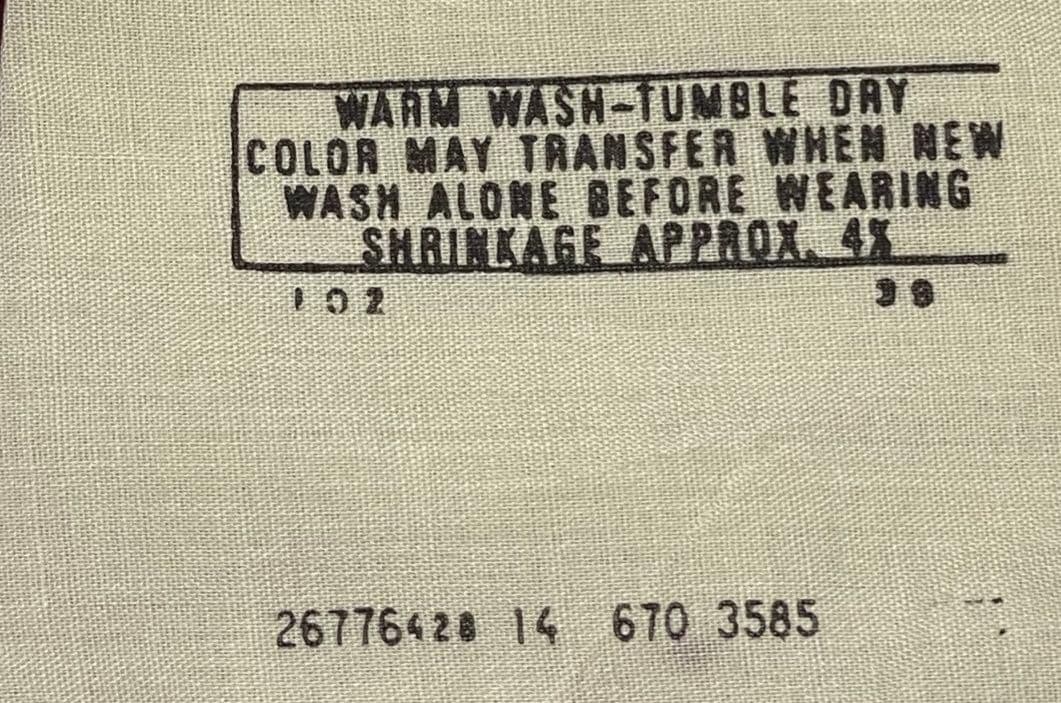 WARM WASH-TUMBLE DRY
COLOR MAY TRANSFER WHEN NEW
WASH ALONE BEFORE WEARING
SHRINKAGE APPROX. 4%
102
26776428 14 670 3585